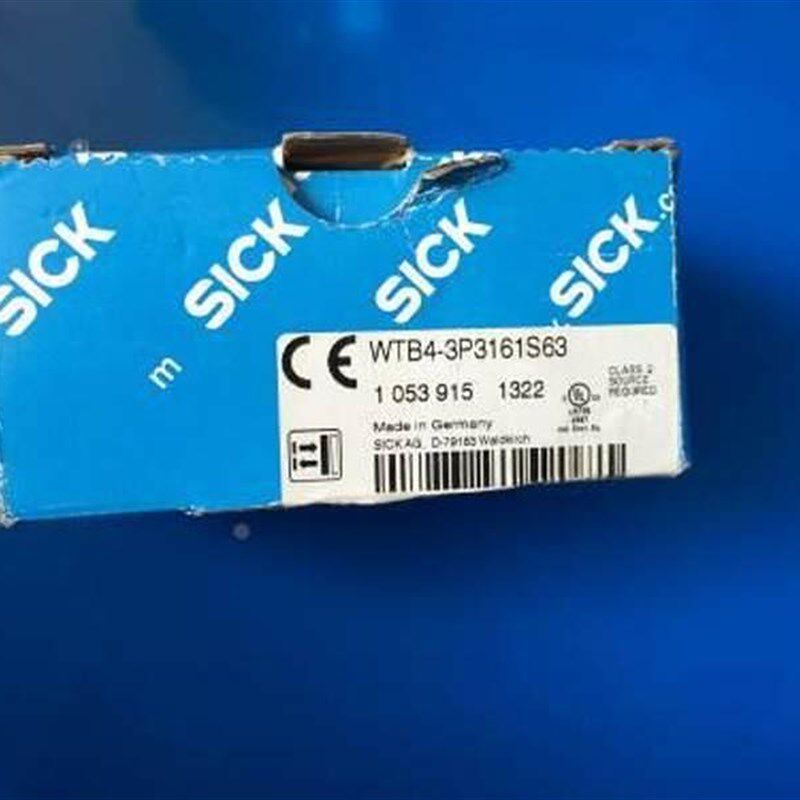 SICK
SICK
SICK
SICK
.c
m
CE
WTB4-3P3161S63
1 053 915 1322
CLASS 2
SOURCE
REQUIRED
UL
Made in Germany
SICK AG, D-79183 Waldkirch